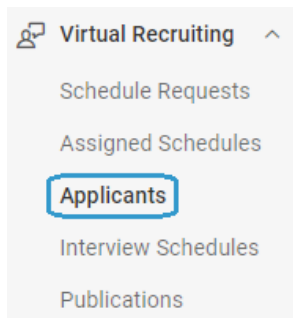 Virtual Recruiting
Schedule Requests
Assigned Schedules
Applicants
Interview Schedules
Publications